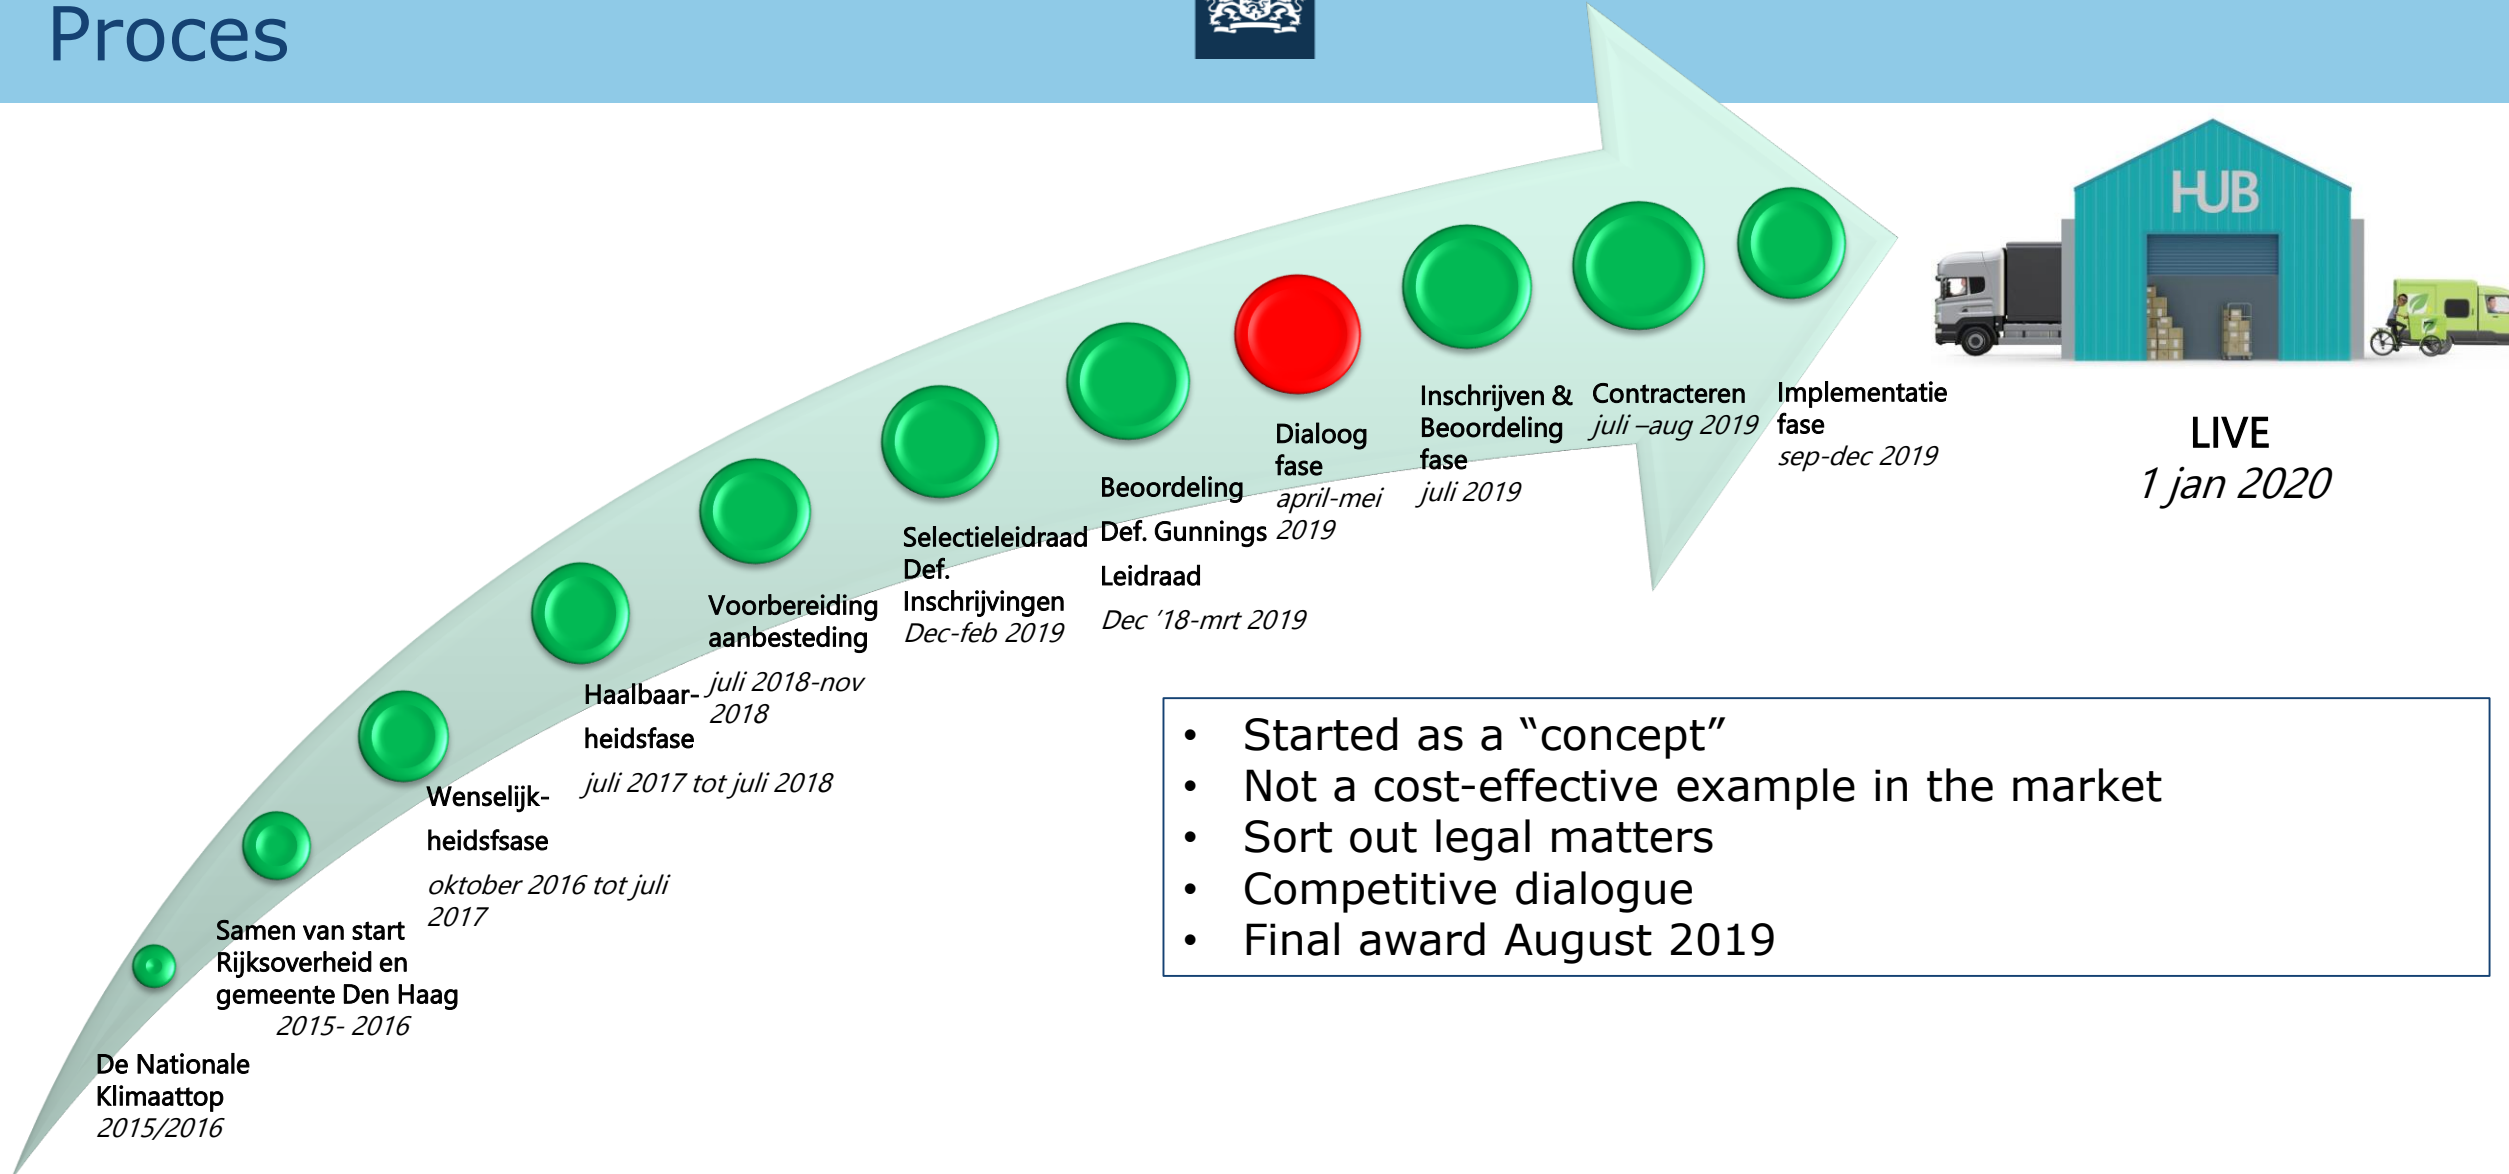 Proces
HUB
De Nationale
Klimaattop
2015/2016
Samen van start
Rijksoverheid en
gemeente Den Haag
2015- 2016
Wenselijk-
heidsfsase
oktober 2016 tot juli
2017
Haalbaar-
heidsfase
juli 2017 tot juli 2018
Voorbereiding
aanbesteding
juli 2018-nov
2018
Selectieleidraad
Def.
Inschrijvingen
Dec-feb 2019
Beoordeling
Def. Gunnings
Leidraad
Dec ’18-mrt 2019
Dialoog
fase
april-mei
2019
Inschrijven &
Beoordeling
fase
juli 2019
Contracteren
juli –aug 2019
Implementatie
fase
sep-dec 2019
LIVE
1 jan 2020
• Started as a “concept”
• Not a cost-effective example in the market
• Sort out legal matters
• Competitive dialogue
• Final award August 2019